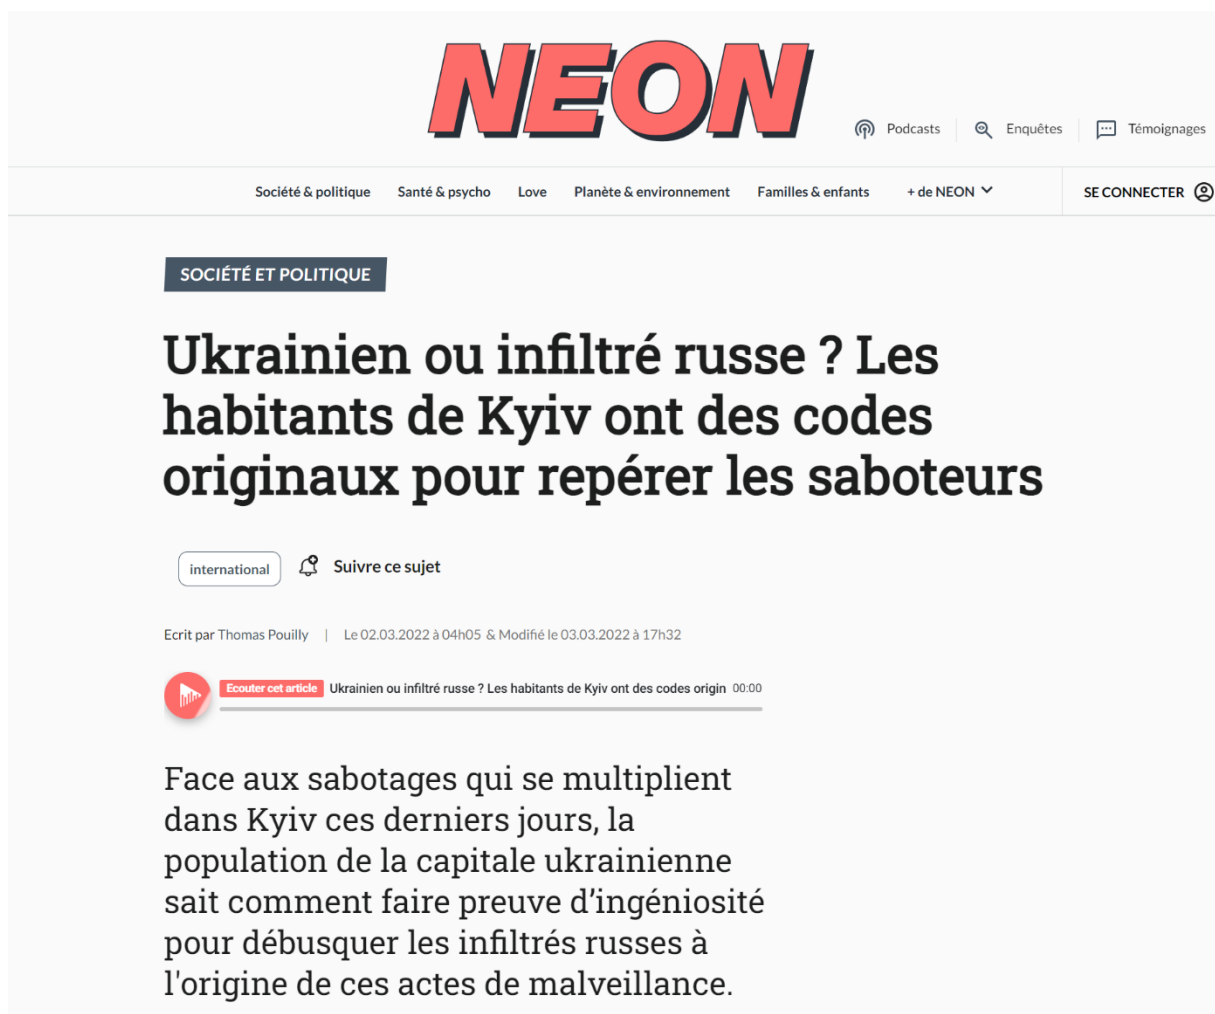 NEON
Podcasts
Enquêtes
Témoignages
Société & politique
Santé & psycho
Love
Planète & environnement
Familles & enfants
+ de NEON
SE CONNECTER
SOCIÉTÉ ET POLITIQUE
Ukrainien ou infiltré russe ? Les
habitants de Kyiv ont des codes
originaux pour repérer les saboteurs
international
Suivre ce sujet
Ecrit par Thomas Pouilly | Le 02.03.2022 à 04h05 & Modifié le 03.03.2022 à 17h32
Ecouter cet article Ukrainien ou infiltré russe ? Les habitants de Kyiv ont des codes origin 00:00
Face aux sabotages qui se multiplient
dans Kyiv ces derniers jours, la
population de la capitale ukrainienne
sait comment faire preuve d’ingéniosité
pour débusquer les infiltrés russes à
l'origine de ces actes de malveillance.